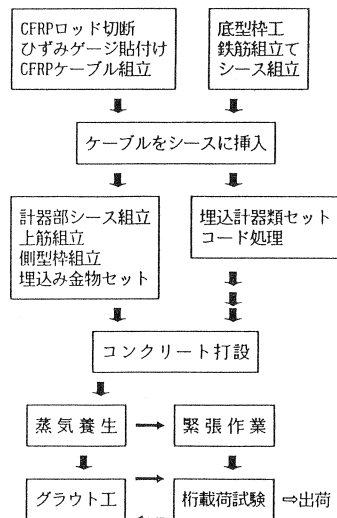 CFRPロッド切断
ひずみゲージ貼付け
CFRPケーブル組立
底型枠工
鉄筋組立て
シース組立
ケーブルをシースに挿入
計器部シース組立
上筋組立
側型枠組立
埋込み金物セット
埋込計器類セット
コード処理
コンクリート打設
蒸気養生
緊張作業
グラウト工
桁載荷試験 ⇨出荷